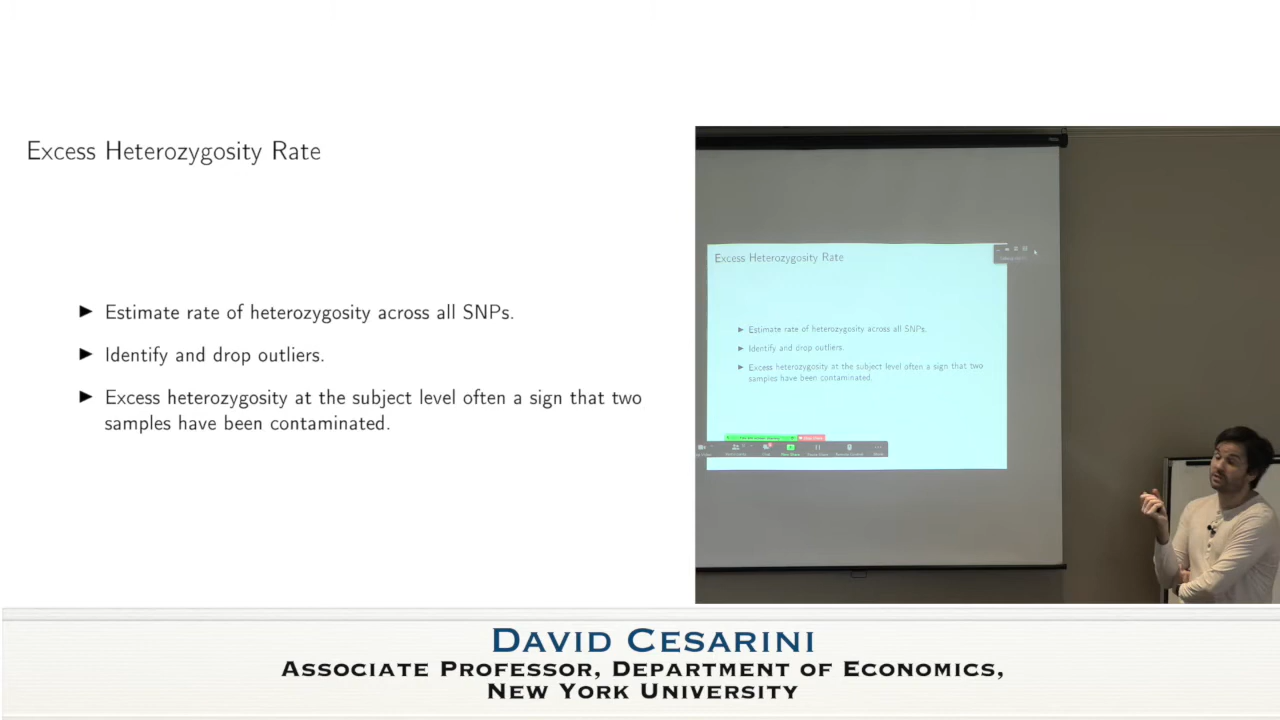 Excess Heterozygosity Rate
► Estimate rate of heterozygosity across all SNPs.
► Identify and drop outliers.
► Excess heterozygosity at the subject level often a sign that two
samples have been contaminated.
Excess Heterozygosity Rate
► Estimate rate of heterozygosity across all SNPs.
► Identify and drop outliers.
► Excess heterozygosity at the subject level often a sign that two
samples have been contaminated.
DAVID CESARINI
ASSOCIATE PROFESSOR, DEPARTMENT OF ECONOMICS,
NEW YORK UNIVERSITY